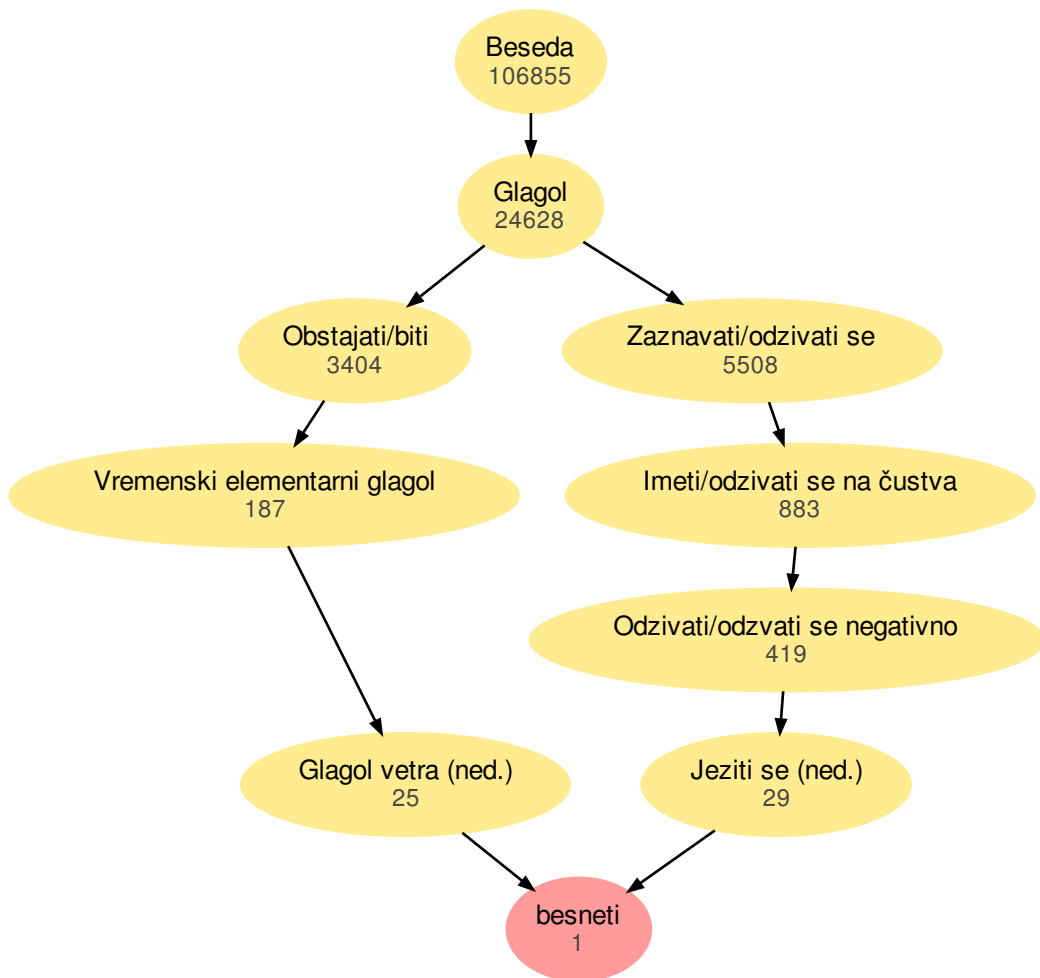 Beseda
106855
Glagol
24628
Obstajati/biti
3404
Zaznavati/odzivati se
5508
Vremenski elementarni glagol
187
Imeti/odzivati se na čustva
883
Odzivati/odzvati se negativno
419
Glagol vetra (ned.)
25
Jeziti se (ned.)
29
besneti
1